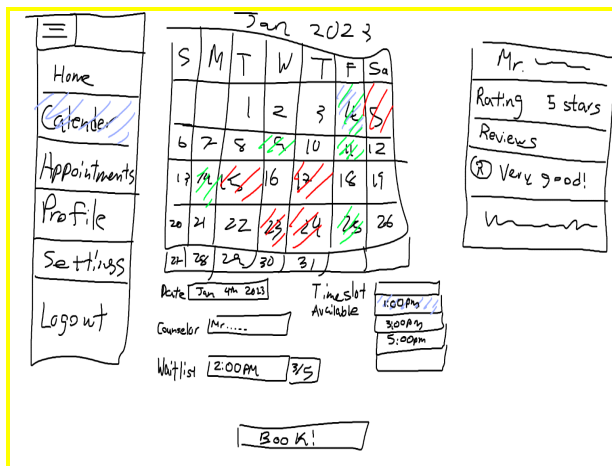 Home
Calender
Appointments
Profile
Settings
Logout
Jan 2023
S M T W T F Sa
1 2 3 4 5
6 7 8 9 10 11 12
13 14 15 16 17 18 19
20 21 22 23 24 25 26
27 28 29 30 31
Date Jan 4th 2023
Counselor Mr.....
Waitlist 2:00PM 3/5
Timeslot
Available
1:00PM
3:00PM
5:00pm
BooK!
Mr.
Rating 5 stars
Reviews
R Very good!